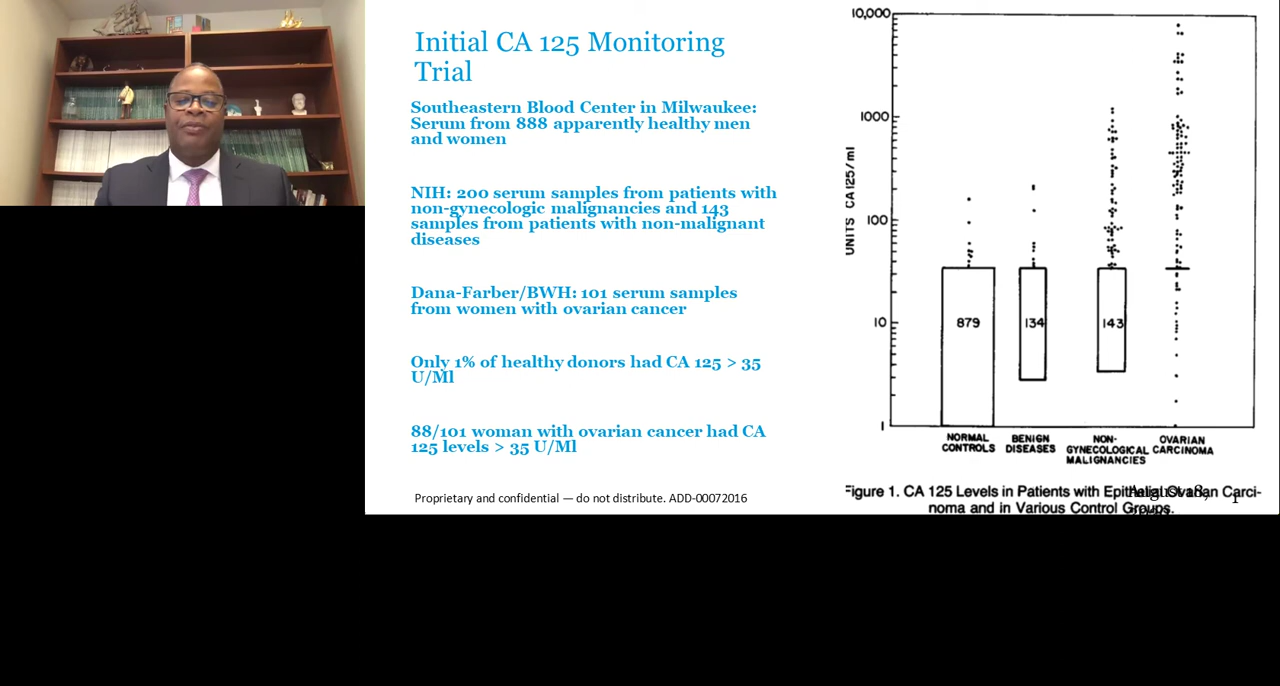 Initial CA 125 Monitoring
Trial
Southeastern Blood Center in Milwaukee:
Serum from 888 apparently healthy men
and women
NIH: 200 serum samples from patients with
non-gynecologic malignancies and 143
samples from patients with non-malignant
diseases
Dana-Farber/BWH: 101 serum samples
from women with ovarian cancer
Only 1% of healthy donors had CA 125 > 35
U/Ml
88/101 woman with ovarian cancer had CA
125 levels > 35 U/Ml
Proprietary and confidential — do not distribute. ADD-00072016
10,000
1000
100
10
1
UNITS CA125/ml
879
134
143
NORMAL
CONTROLS
BENIGN
DISEASES
NON-
GYNECOLOGICAL
MALIGNANCIES
OVARIAN
CARCINOMA
Figure 1. CA 125 Levels in Patients with Epithelial Ovarian Carci-
noma and in Various Control Groups.
1